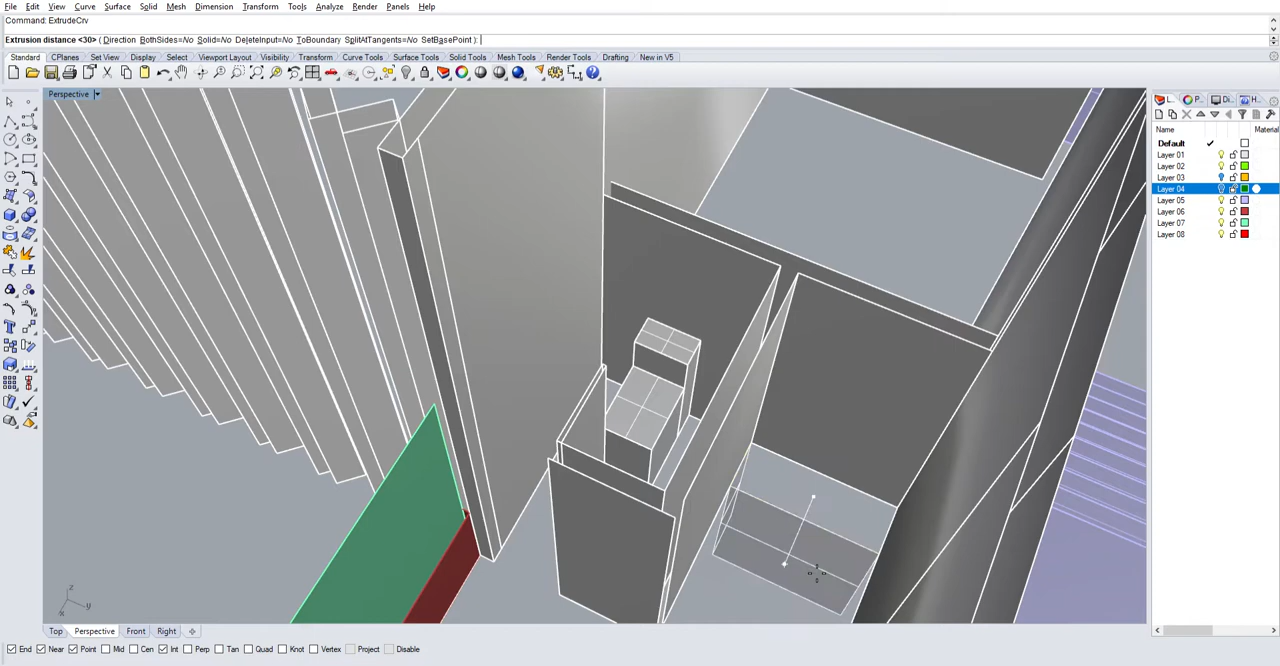 File Edit View Curve Surface Solid Mesh Dimension Transform Tools Analyze Render Panels Help
Command: ExtrudeCrv
Extrusion distance <30> ( Direction BothSides=No Solid=No DeleteInput=No ToBoundary SplitAtTangents=No SetBasePoint ):
Standard CPlanes Set View Display Select Viewport Layout Visibility Transform Curve Tools Surface Tools Solid Tools Mesh Tools Render Tools Drafting New in V5
Perspective
L... P... Di... H...
Name Material
Default
Layer 01
Layer 02
Layer 03
Layer 04
Layer 05
Layer 06
Layer 07
Layer 08
z
x y
Top Perspective Front Right
End Near Point Mid Cen Int Perp Tan Quad Knot Vertex Project Disable